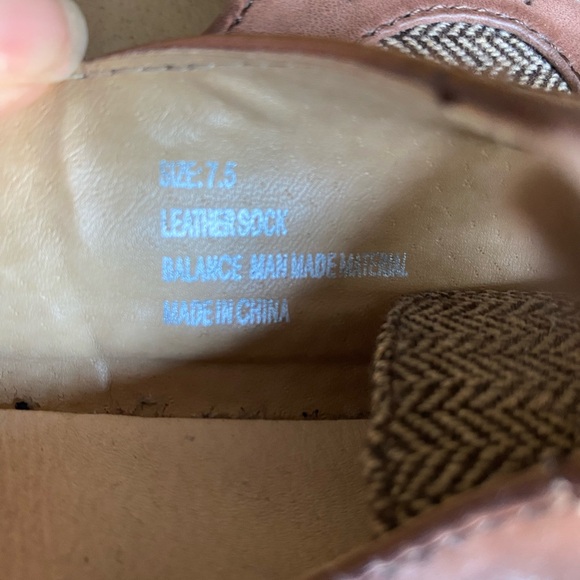 SIZE: 7.5
LEATHER SOCK
BALANCE MAN MADE MATERIAL
MADE IN CHINA